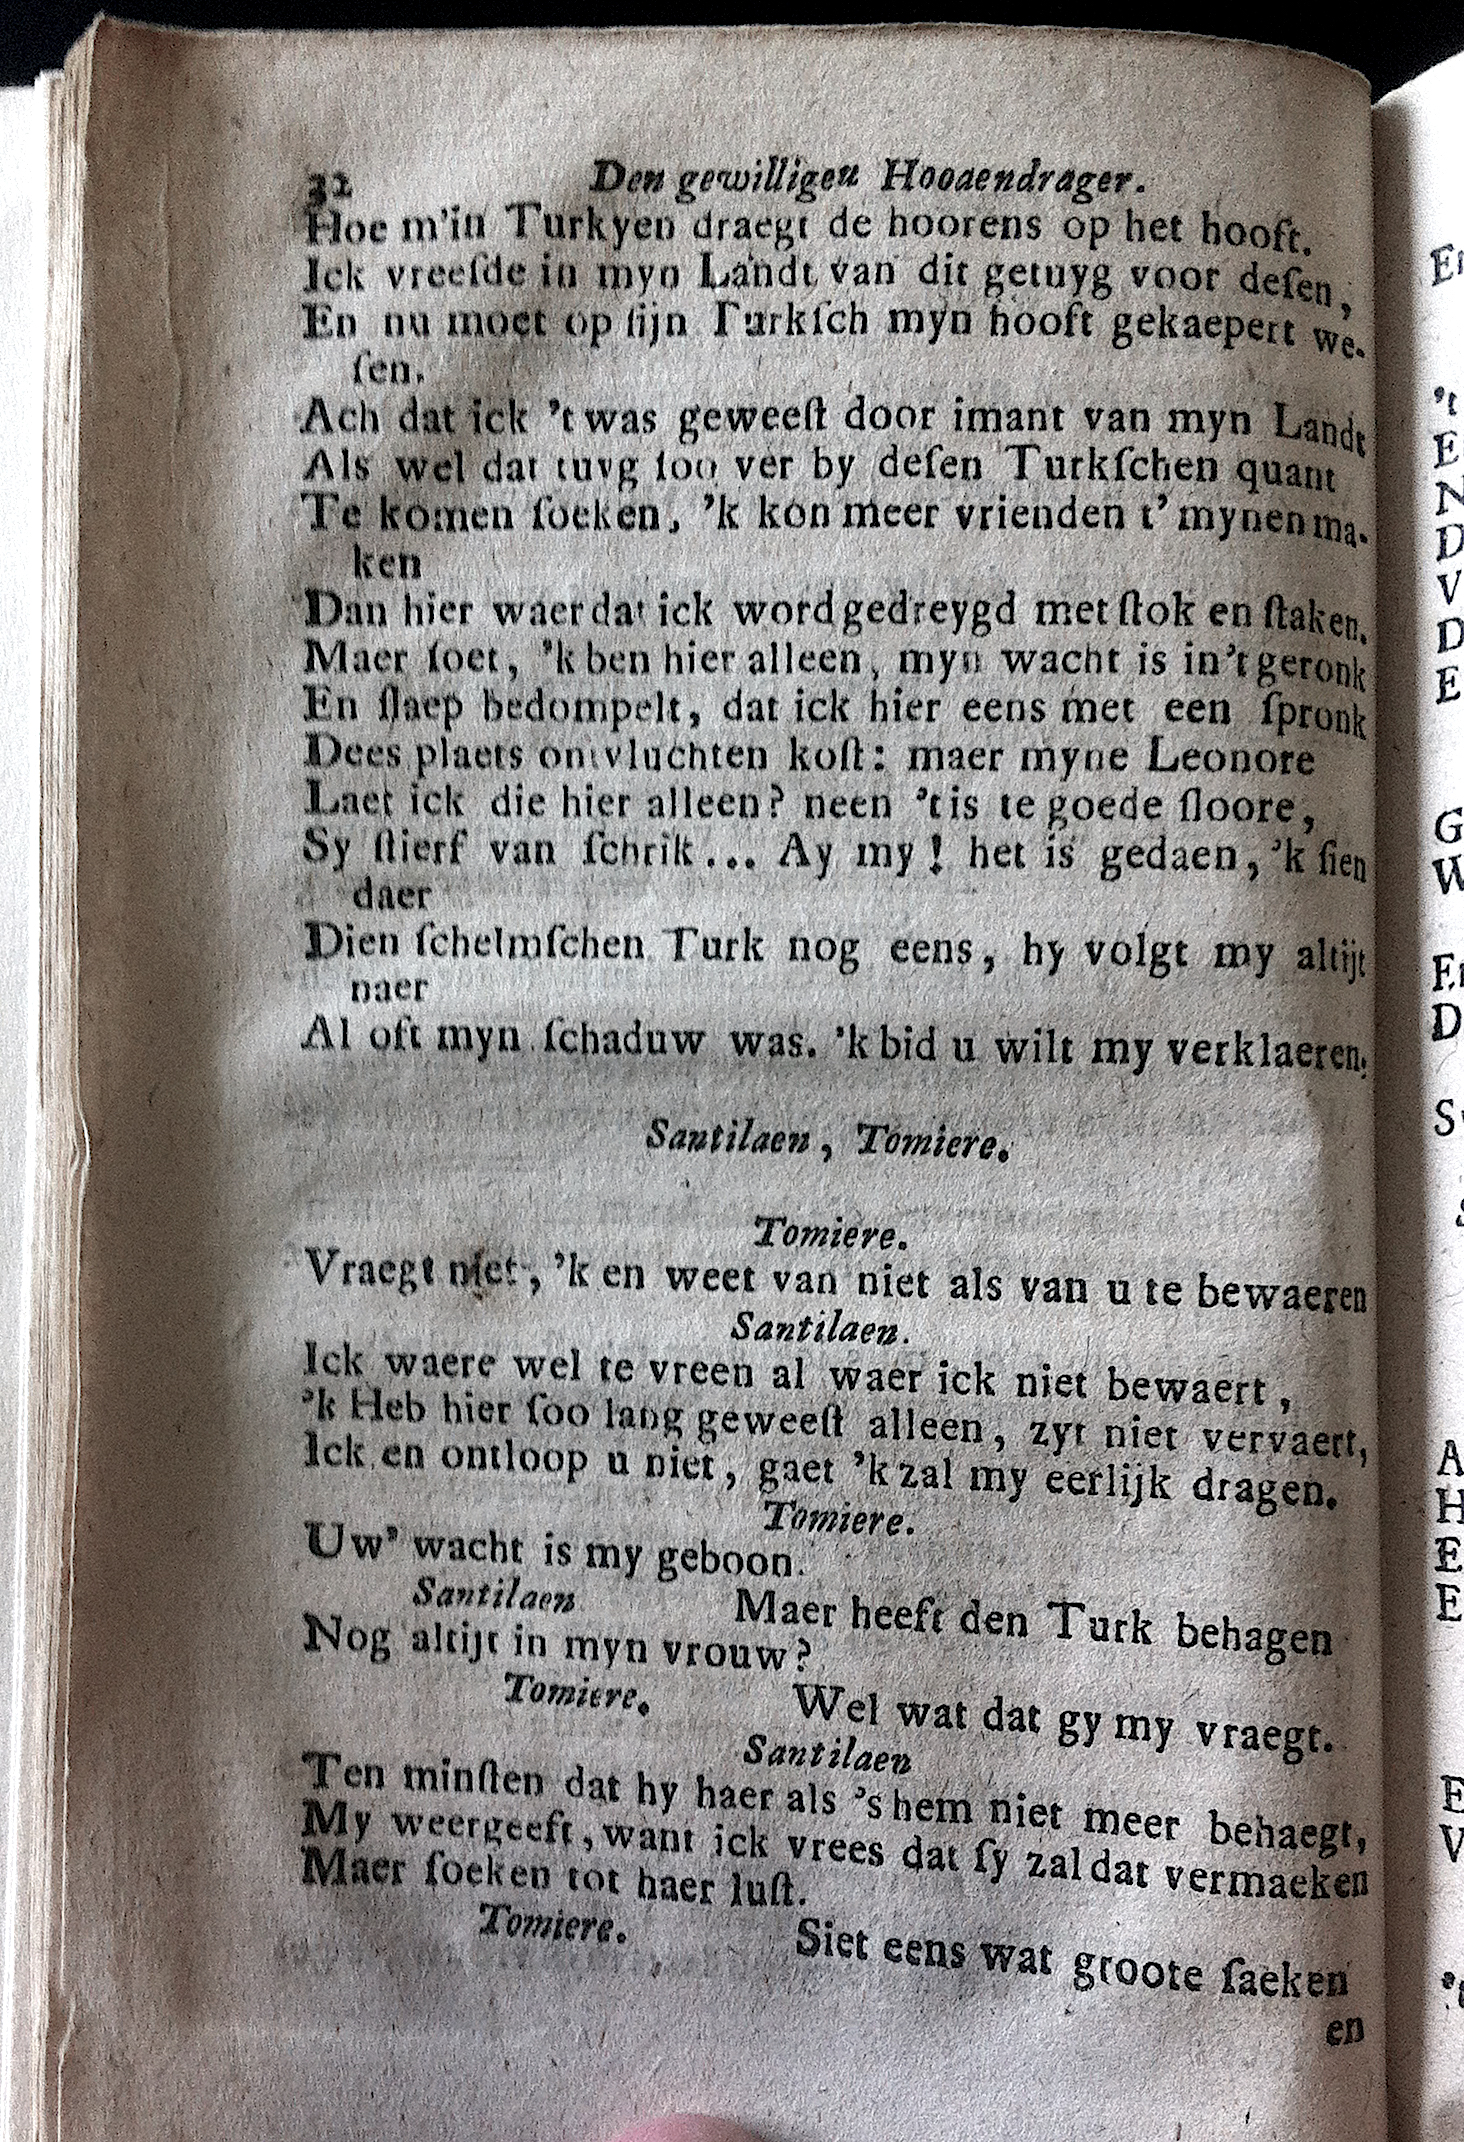 32 Den gewilligen Hooaendrager.
Hoe m'in Turkyen draegt de hoorens op het hooft.
Ick vreeſde in myn Landt van dit getuyg voor deſen,
En nu moet op ſijn Turkſch myn hooft gekaepert we-
ſen.
Ach dat ick 't was geweeſt door imant van myn Landt
Als wel dat tuyg ſoo ver by deſen Turkſchen quant
Te komen ſoeken, 'k kon meer vrienden t' mynen ma-
ken
Dan hier waer dat ick word gedreygd met ſtok en ſtaken.
Maer ſoet, 'k ben hier alleen, myn wacht is in't geronk
En ſlaep bedompelt, dat ick hier eens met een ſpronk
Dees plaets ontvluchten koſt: maer myne Leonore
Laet ick die hier alleen? neen 't is te goede ſloore,
Sy ſtierf van ſchrik... Ay my! het is gedaen, 'k ſien
daer
Dien ſchelmſchen Turk nog eens, hy volgt my altijt
naer
Al oft myn ſchaduw was. 'k bid u wilt my verklaeren.
Santilaen, Tomiere.
Tomiere.
Vraegt niet, 'k en weet van niet als van u te bewaeren
Santilaen.
Ick waere wel te vreen al waer ick niet bewaert,
'k Heb hier ſoo lang geweeſt alleen, zyt niet vervaert,
Ick en ontloop u niet, gaet 'k zal my eerlijk dragen.
Tomiere.
Uw' wacht is my geboon.
Santilaen Maer heeft den Turk behagen
Nog altijt in myn vrouw?
Tomiere. Wel wat dat gy my vraegt.
Santilaen
Ten minſten dat hy haer als 's hem niet meer behaegt,
My weergeeft, want ick vrees dat ſy zal dat vermaeken
Maer ſoeken tot haer luſt.
Tomiere. Siet eens wat groote ſaeken
en